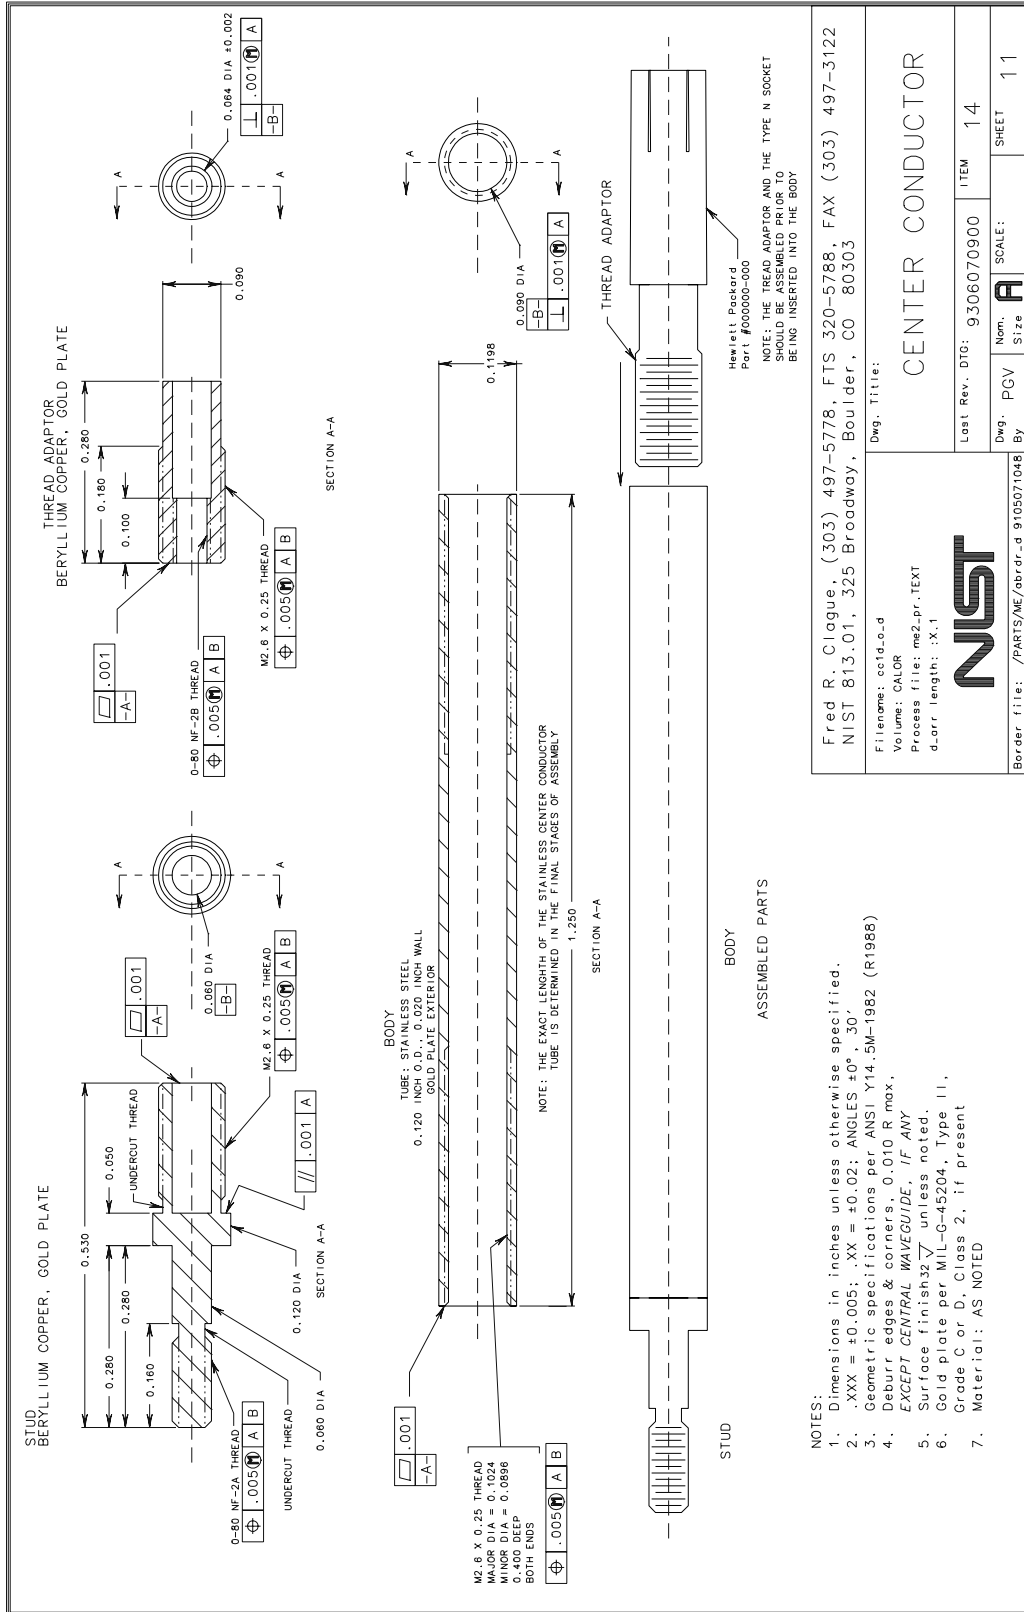 STUD
BERYLLIUM COPPER, GOLD PLATE
0.530
0.280
0.050
0.280
0.160
UNDERCUT THREAD
.001
-A-
0-80 NF-2A THREAD
.005 M A B
UNDERCUT THREAD
0.060 DIA
0.120 DIA
SECTION A-A
// .001 A
M2.6 X 0.25 THREAD
.005 M A B
0.060 DIA
-B-
A
A
THREAD ADAPTOR
BERYLLIUM COPPER, GOLD PLATE
0.280
0.180
0.100
.001
-A-
0-80 NF-2B THREAD
.005 M A B
M2.6 X 0.25 THREAD
.005 M A B
0.090
SECTION A-A
A
A
0.064 DIA ±0.002
⊥ .001 M A
-B-
BODY
TUBE: STAINLESS STEEL
0.120 INCH O.D., 0.020 INCH WALL
GOLD PLATE EXTERIOR
.001
-A-
M2.6 X 0.25 THREAD
MAJOR DIA = 0.1024
MINOR DIA = 0.0896
0.400 DEEP
BOTH ENDS
.005 M A B
NOTE: THE EXACT LENGHTH OF THE STAINLESS CENTER CONDUCTOR
TUBE IS DETERMINED IN THE FINAL STAGES OF ASSEMBLY
1.250
SECTION A-A
0.1198
0.090 DIA
-B-
⊥ .001 M A
A
A
THREAD ADAPTOR
Hewlett Packard
Part #000000-000
NOTE: THE TREAD ADAPTOR AND THE TYPE N SOCKET
SHOULD BE ASSEMBLED PRIOR TO
BEING INSERTED INTO THE BODY
STUD
BODY
ASSEMBLED PARTS
NOTES:
1. Dimensions in inches unless otherwise specified.
2. .XXX = ±0.005; .XX = ±0.02; ANGLES ±0°, 30'
3. Geometric specifications per ANSI Y14.5M-1982 (R1988)
4. Deburr edges & corners, 0.010 R max,
EXCEPT CENTRAL WAVEGUIDE, IF ANY
5. Surface finish 32 √ unless noted.
6. Gold plate per MIL-G-45204, Type II,
Grade C or D, Class 2, if present
7. Material: AS NOTED
Fred R. Clague, (303) 497-5778, FTS 320-5788, FAX (303) 497-3122
NIST 813.01, 325 Broadway, Boulder, CO 80303
Filename: cc1d_o_d
Volume: CALOR
Process file: me2_pr.TEXT
d_arr length: :X,1
NIST
Border file: /PARTS/ME/abrdr_d 9105071048
Dwg. Title:
CENTER CONDUCTOR
Last Rev. DTG: 9306070900
ITEM 14
Dwg. By PGV
Nom. Size A
SCALE:
SHEET 11